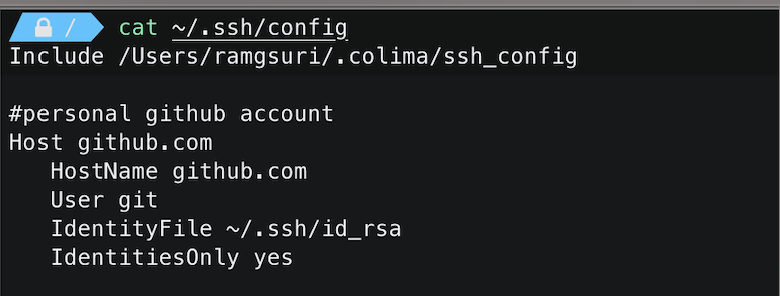 / cat ~/.ssh/config
Include /Users/ramgsuri/.colima/ssh_config
#personal github account
Host github.com
HostName github.com
User git
IdentityFile ~/.ssh/id_rsa
IdentitiesOnly yes